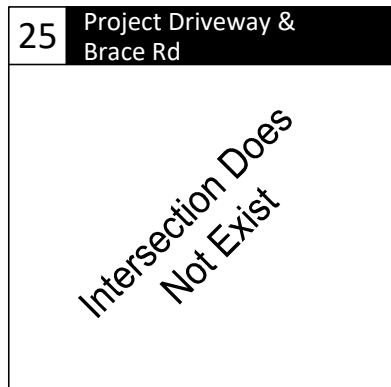 25
Project Driveway &
Brace Rd
Intersection Does
Not Exist